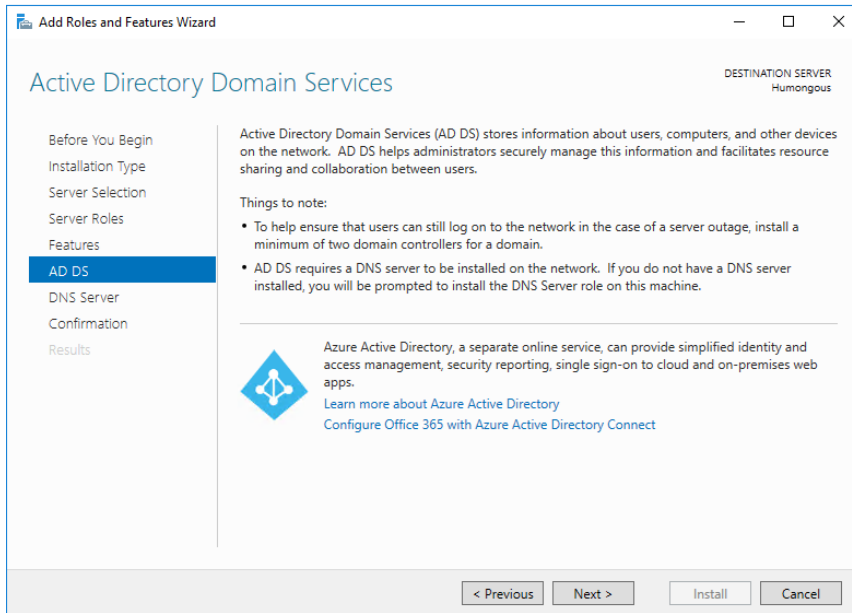 Add Roles and Features Wizard
Active Directory Domain Services
DESTINATION SERVER
Humongous
Before You Begin
Installation Type
Server Selection
Server Roles
Features
AD DS
DNS Server
Confirmation
Results
Active Directory Domain Services (AD DS) stores information about users, computers, and other devices
on the network.  AD DS helps administrators securely manage this information and facilitates resource
sharing and collaboration between users.
Things to note:
• To help ensure that users can still log on to the network in the case of a server outage, install a
minimum of two domain controllers for a domain.
• AD DS requires a DNS server to be installed on the network.  If you do not have a DNS server
installed, you will be prompted to install the DNS Server role on this machine.
Azure Active Directory, a separate online service, can provide simplified identity and
access management, security reporting, single sign-on to cloud and on-premises web
apps.
Learn more about Azure Active Directory
Configure Office 365 with Azure Active Directory Connect
< Previous
Next >
Install
Cancel